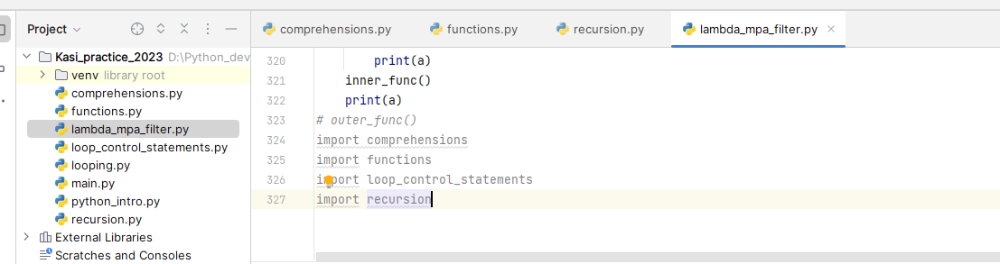 Project
Kasi_practice_2023 D:\Python_dev
venv library root
comprehensions.py
functions.py
lambda_mpa_filter.py
loop_control_statements.py
looping.py
main.py
python_intro.py
recursion.py
External Libraries
Scratches and Consoles
comprehensions.py functions.py recursion.py lambda_mpa_filter.py
320 print(a)
321 inner_func()
322 print(a)
323 # outer_func()
324 import comprehensions
325 import functions
326 import loop_control_statements
327 import recursion